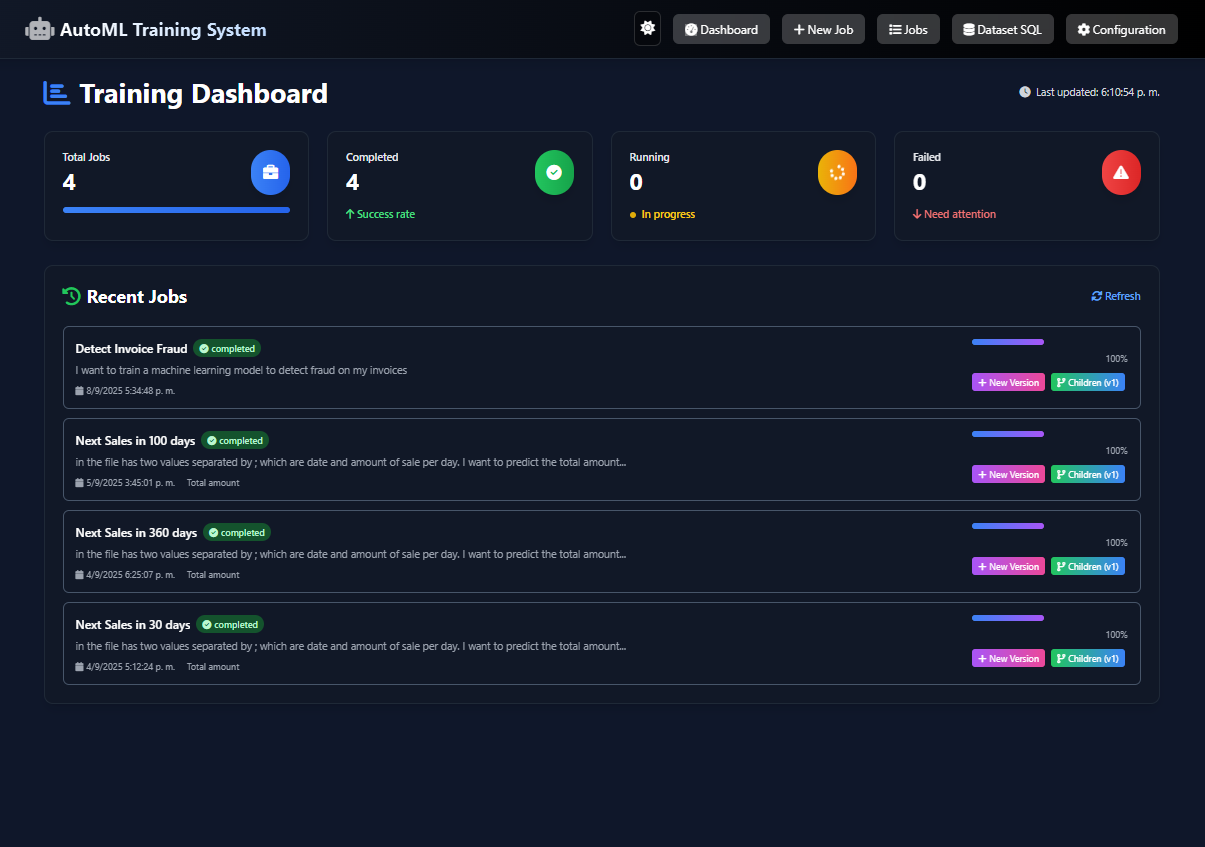 AutoML Training System
Dashboard
New Job
Jobs
Dataset SQL
Configuration
Training Dashboard
Last updated: 6:10:54 p. m.
Total Jobs
4
Completed
4
Success rate
Running
0
In progress
Failed
0
Need attention
Recent Jobs
Refresh
Detect Invoice Fraud completed
I want to train a machine learning model to detect fraud on my invoices
8/9/2025 5:34:48 p. m.
100%
New Version Children (v1)
Next Sales in 100 days completed
in the file has two values separated by ; which are date and amount of sale per day. I want to predict the total amount...
5/9/2025 3:45:01 p. m. Total amount
100%
New Version Children (v1)
Next Sales in 360 days completed
in the file has two values separated by ; which are date and amount of sale per day. I want to predict the total amount...
4/9/2025 6:25:07 p. m. Total amount
100%
New Version Children (v1)
Next Sales in 30 days completed
in the file has two values separated by ; which are date and amount of sale per day. I want to predict the total amount...
4/9/2025 5:12:24 p. m. Total amount
100%
New Version Children (v1)